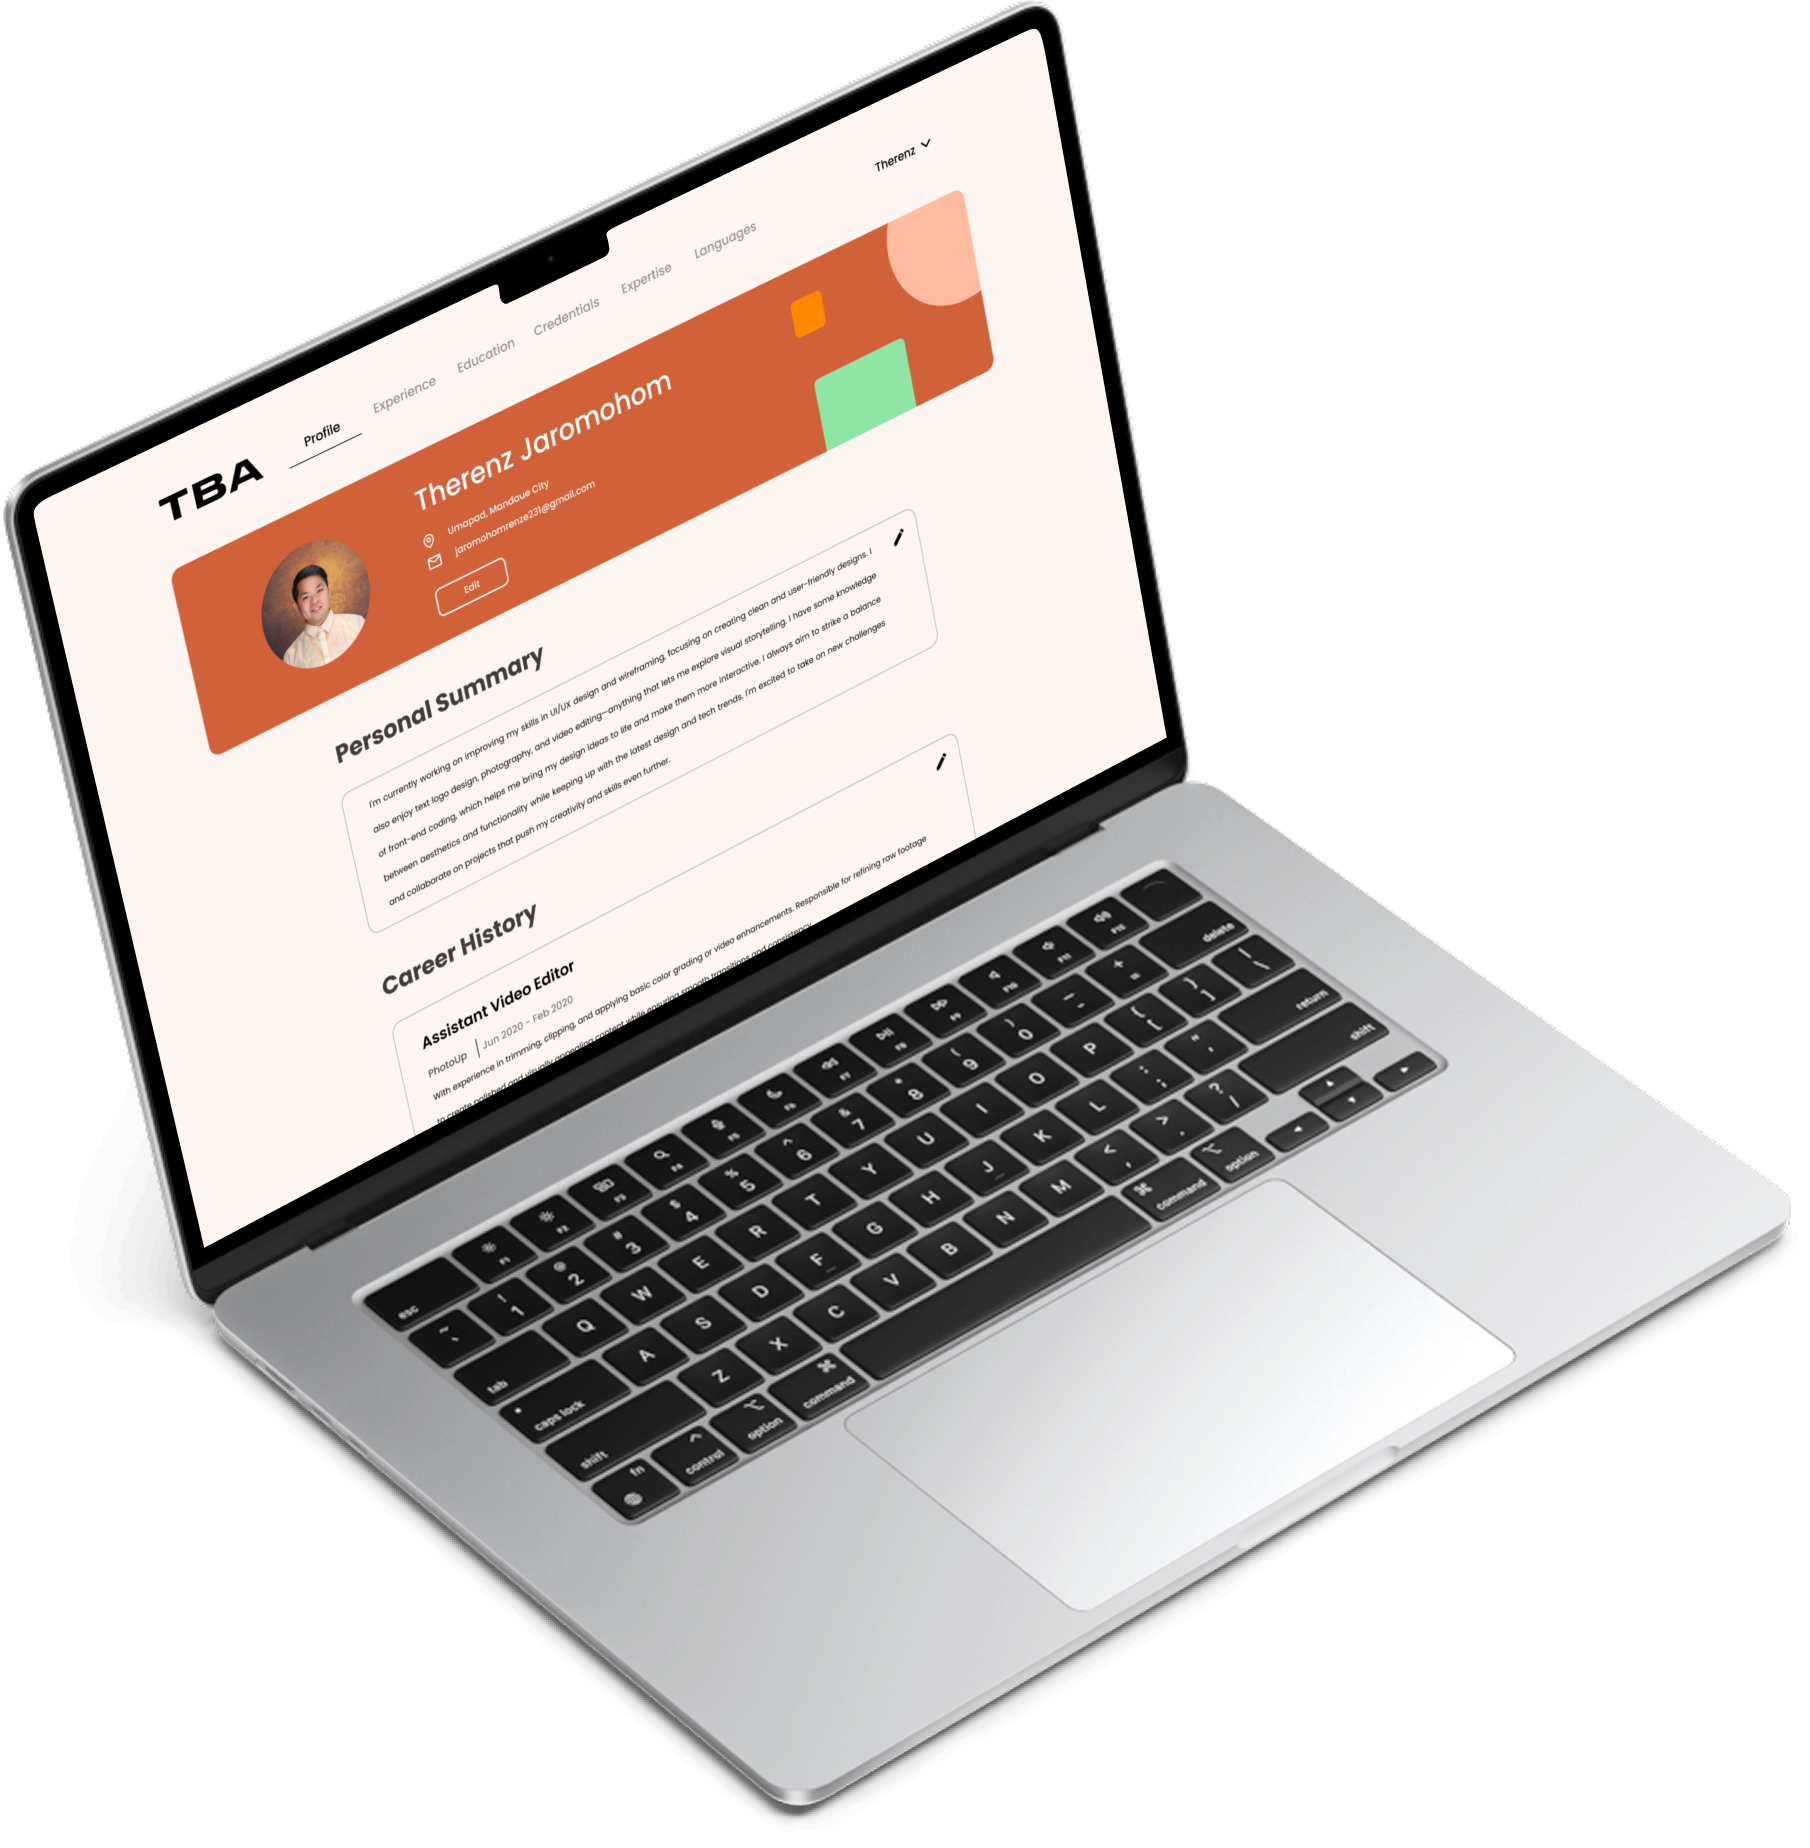 Therenz
TBA Profile Experience Education Credentials Expertise Languages
Therenz Jaromohom
Umapad, Mandaue City
jaromohomrenze231@gmail.com
Edit
Personal Summary
I'm currently working on improving my skills in UI/UX design and wireframing, focusing on creating clean and user-friendly designs. I
also enjoy text logo design, photography, and video editing—anything that lets me explore visual storytelling. I have some knowledge
of front-end coding, which helps me bring my design ideas to life and make them more interactive. I always aim to strike a balance
between aesthetics and functionality while keeping up with the latest design and tech trends. I'm excited to take on new challenges
and collaborate on projects that push my creativity and skills even further.
Career History
Assistant Video Editor
PhotoUp | Jun 2020 - Feb 2020
With experience in trimming, clipping, and applying basic color grading or video enhancements. Responsible for refining raw footage
to create polished and visually appealing content while ensuring smooth transitions and consistency.
esc F1 F2 F3 F4 F5 F6 F7 F8 F9 F10 F11 F12
~ ` ! 1 @ 2 # 3 $ 4 % 5 ^ 6 & 7 * 8 ( 9 ) 0 — - + = delete
tab Q W E R T Y U I O P { [ } ] | \
caps lock A S D F G H J K L : ; " ' return
shift Z X C V B N M < , > . ? / shift
fn control option command command option